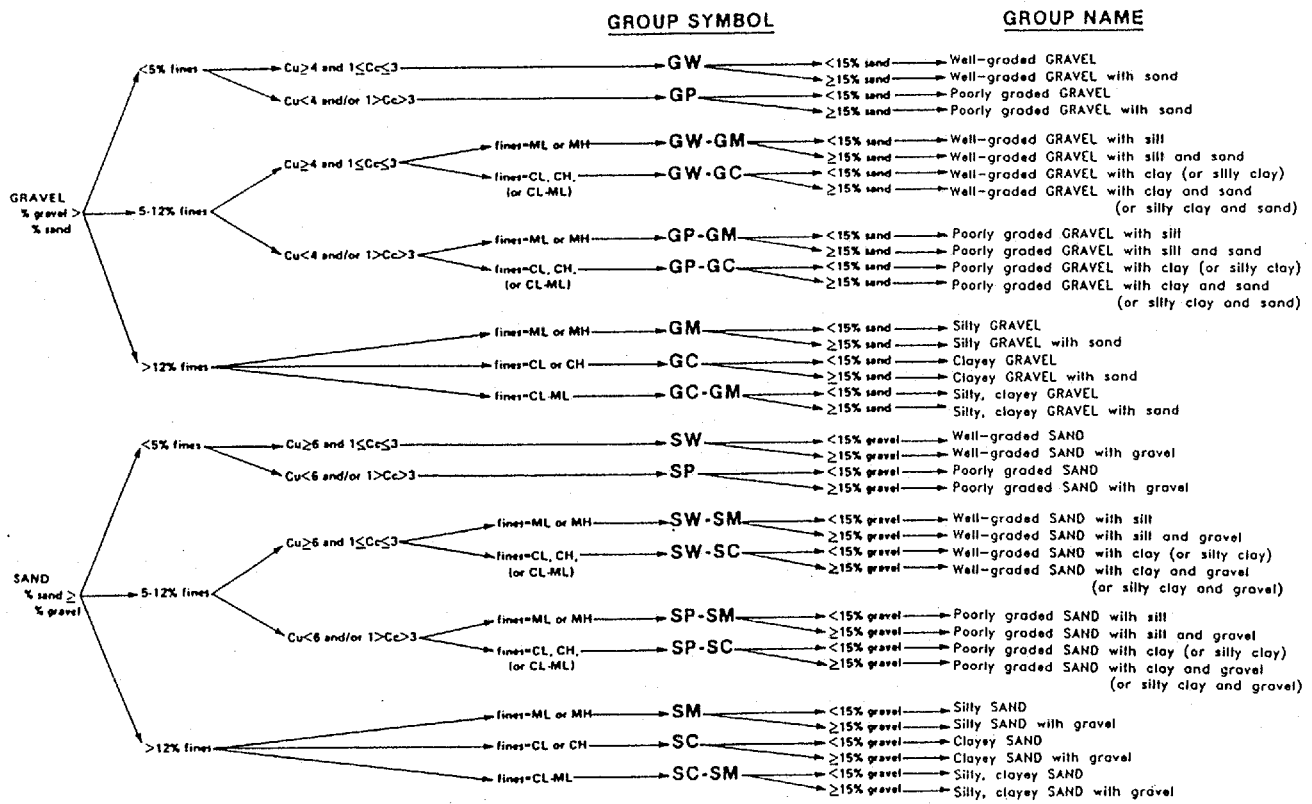 GROUP SYMBOL GROUP NAME
<5% fines Cu≥4 and 1≤Cc≤3 GW <15% sand Well-graded GRAVEL
≥15% sand Well-graded GRAVEL with sand
Cu<4 and/or 1>Cc>3 GP <15% sand Poorly graded GRAVEL
≥15% sand Poorly graded GRAVEL with sand
fines=ML or MH GW-GM <15% sand Well-graded GRAVEL with silt
Cu≥4 and 1≤Cc≤3 ≥15% sand Well-graded GRAVEL with silt and sand
fines=CL, CH, GW-GC <15% sand Well-graded GRAVEL with clay (or silty clay)
(or CL-ML) ≥15% sand Well-graded GRAVEL with clay and sand
GRAVEL (or silty clay and sand)
% gravel > 5-12% fines
% sand
fines=ML or MH GP-GM <15% sand Poorly graded GRAVEL with silt
Cu<4 and/or 1>Cc>3 ≥15% sand Poorly graded GRAVEL with silt and sand
fines=CL, CH, GP-GC <15% sand Poorly graded GRAVEL with clay (or silty clay)
(or CL-ML) ≥15% sand Poorly graded GRAVEL with clay and sand
(or silty clay and sand)
fines=ML or MH GM <15% sand Silty GRAVEL
≥15% sand Silty GRAVEL with sand
>12% fines fines=CL or CH GC <15% sand Clayey GRAVEL
≥15% sand Clayey GRAVEL with sand
fines=CL-ML GC-GM <15% sand Silty, clayey GRAVEL
≥15% sand Silty, clayey GRAVEL with sand
<5% fines Cu≥6 and 1≤Cc≤3 SW <15% gravel Well-graded SAND
≥15% gravel Well-graded SAND with gravel
Cu<6 and/or 1>Cc>3 SP <15% gravel Poorly graded SAND
≥15% gravel Poorly graded SAND with gravel
fines=ML or MH SW-SM <15% gravel Well-graded SAND with silt
Cu≥6 and 1≤Cc≤3 ≥15% gravel Well-graded SAND with silt and gravel
fines=CL, CH, SW-SC <15% gravel Well-graded SAND with clay (or silty clay)
(or CL-ML) ≥15% gravel Well-graded SAND with clay and gravel
SAND (or silty clay and gravel)
% sand ≥ 5-12% fines
% gravel
fines=ML or MH SP-SM <15% gravel Poorly graded SAND with silt
Cu<6 and/or 1>Cc>3 ≥15% gravel Poorly graded SAND with silt and gravel
fines=CL, CH, SP-SC <15% gravel Poorly graded SAND with clay (or silty clay)
(or CL-ML) ≥15% gravel Poorly graded SAND with clay and gravel
(or silty clay and gravel)
fines=ML or MH SM <15% gravel Silty SAND
≥15% gravel Silty SAND with gravel
>12% fines fines=CL or CH SC <15% gravel Clayey SAND
≥15% gravel Clayey SAND with gravel
fines=CL-ML SC-SM <15% gravel Silty, clayey SAND
≥15% gravel Silty, clayey SAND with gravel